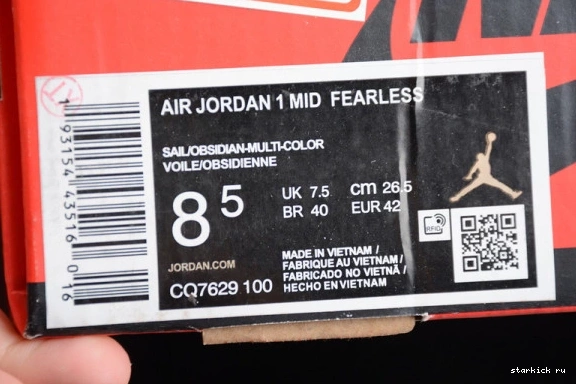 AIR JORDAN 1 MID FEARLESS
SAIL/OBSIDIAN-MULTI-COLOR
VOILE/OBSIDIENNE
8 5
UK 7.5 cm 26.5
BR 40 EUR 42
RFID
JORDAN.COM
CQ7629 100
MADE IN VIETNAM /
FABRIQUE AU VIETNAM /
FABRICADO NO VIETNÃ /
HECHO EN VIETNAM
1 93154 43516 016
starkick ru